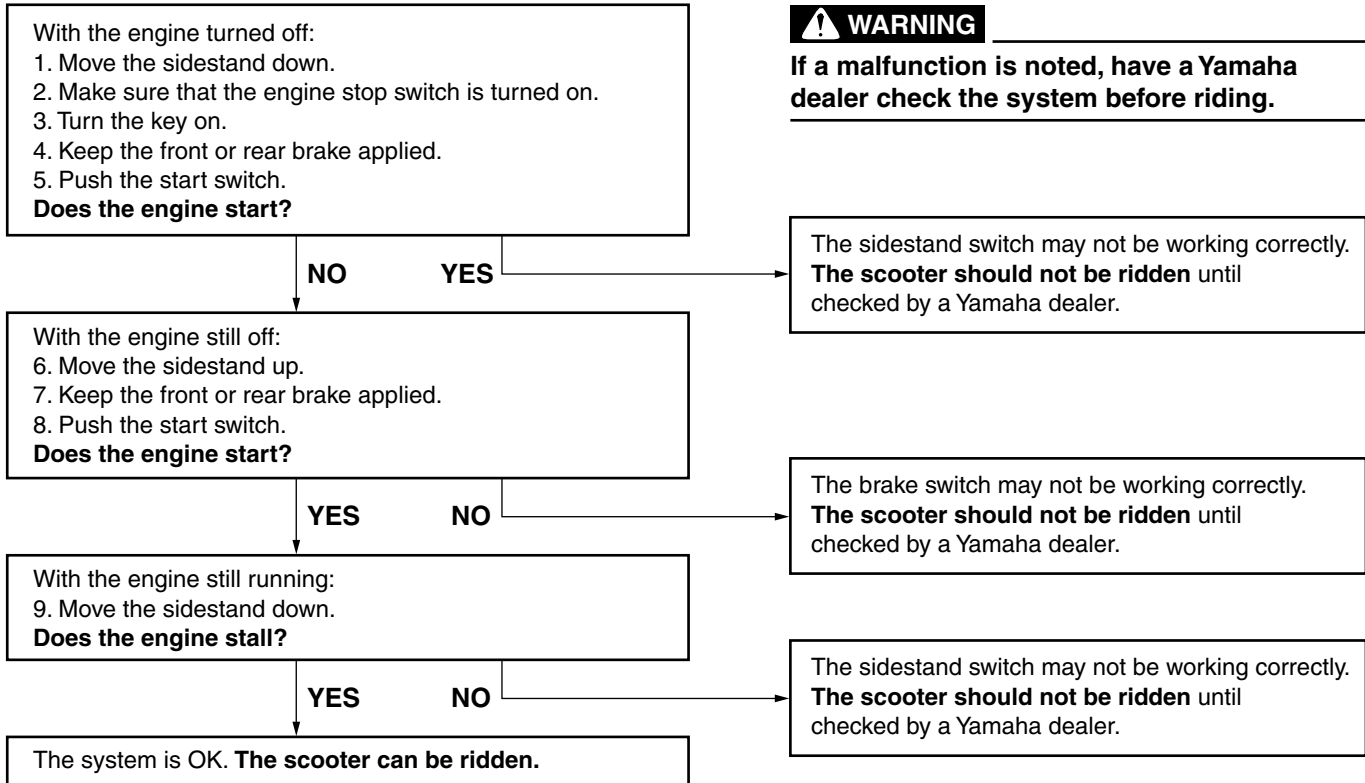 With the engine turned off:
1. Move the sidestand down.
2. Make sure that the engine stop switch is turned on.
3. Turn the key on.
4. Keep the front or rear brake applied.
5. Push the start switch.
Does the engine start?
WARNING
If a malfunction is noted, have a Yamaha
dealer check the system before riding.
NO YES
The sidestand switch may not be working correctly.
The scooter should not be ridden until
checked by a Yamaha dealer.
With the engine still off:
6. Move the sidestand up.
7. Keep the front or rear brake applied.
8. Push the start switch.
Does the engine start?
YES NO
The brake switch may not be working correctly.
The scooter should not be ridden until
checked by a Yamaha dealer.
With the engine still running:
9. Move the sidestand down.
Does the engine stall?
YES NO
The sidestand switch may not be working correctly.
The scooter should not be ridden until
checked by a Yamaha dealer.
The system is OK. The scooter can be ridden.